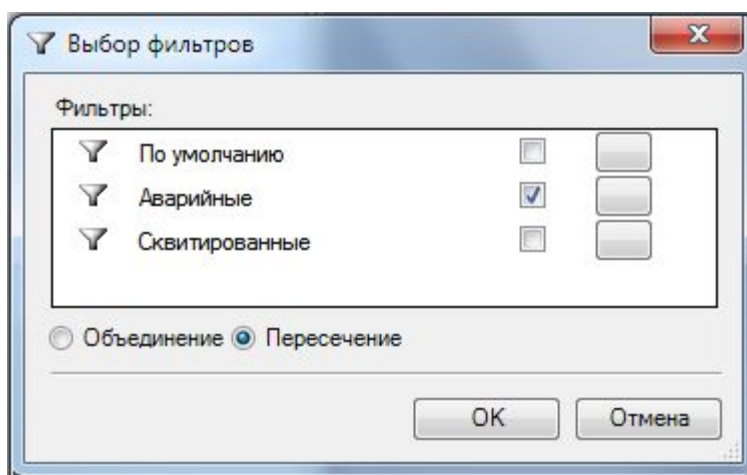 Выбор фильтров
Фильтры:
По умолчанию
Аварийные
Сквитированные
Объединение Пересечение
OK Отмена